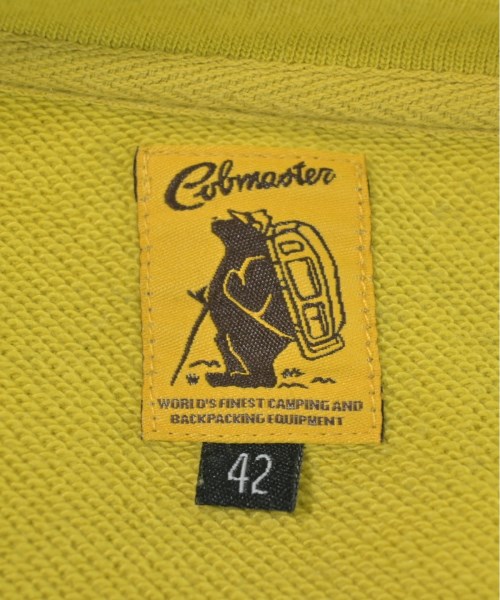 Cobmaster
WORLD'S FINEST CAMPING AND
BACKPACKING EQUIPMENT
42